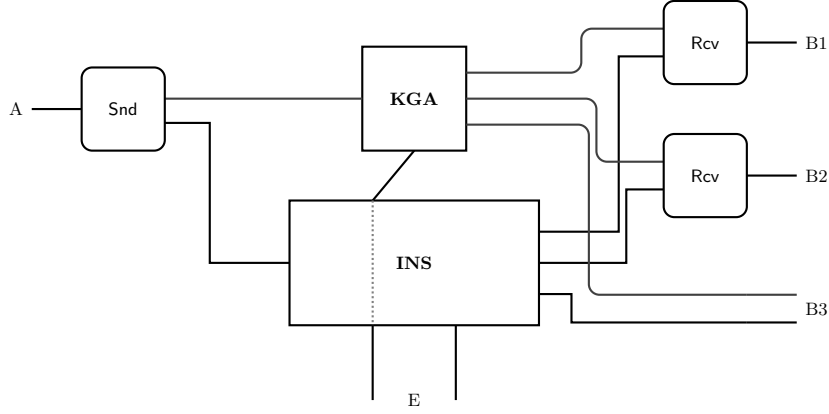 Rcv
B1
KGA
A
Snd
Rcv
B2
INS
B3
E